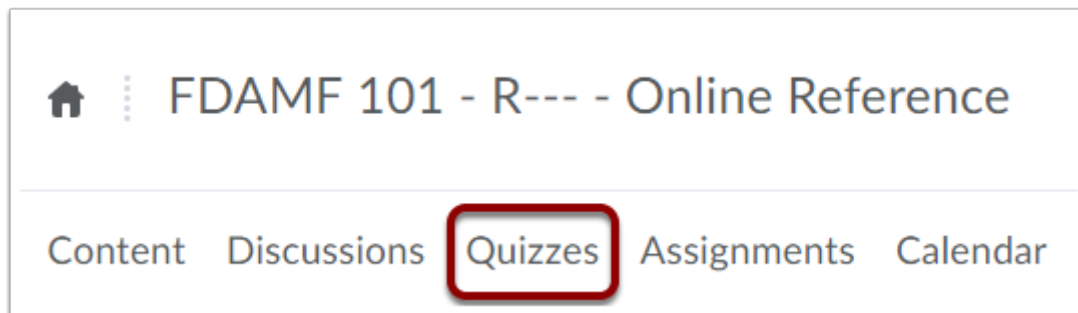 FDAMF 101 - R--- - Online Reference
Content Discussions Quizzes Assignments Calendar